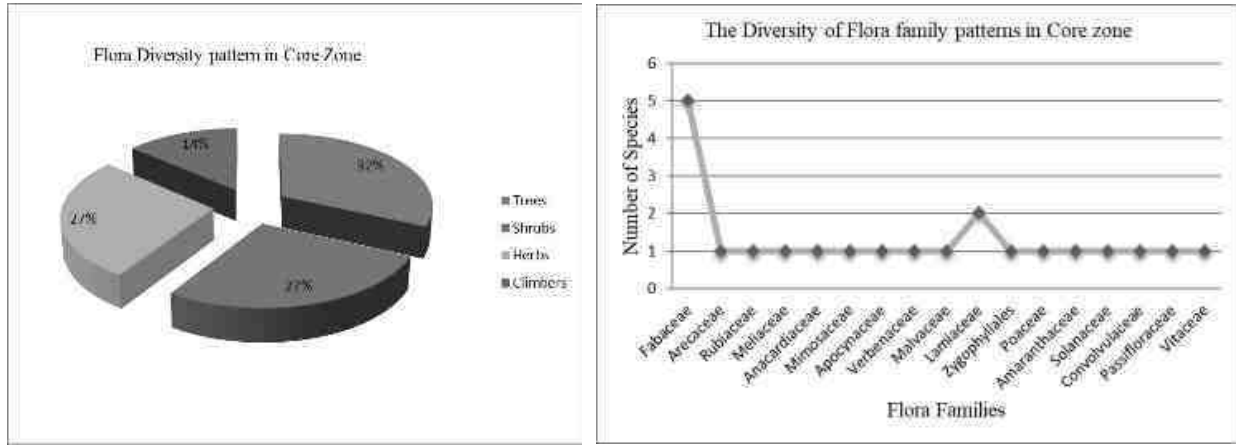 Flora Diversity pattern in Core-Zone
14%
32%
27%
27%
Trees
Shrubs
Herbs
Climbers
The Diversity of Flora family patterns in Core zone
Number of Species
6
5
4
3
2
1
0
Fabaceae
Arecaceae
Rubiaceae
Meliaceae
Anacardiaceae
Mimosaceae
Apocynaceae
Verbenaceae
Malvaceae
Lamiaceae
Zygophyllales
Poaceae
Amaranthaceae
Solanaceae
Convolvulaceae
Passifloraceae
Vitaceae
Flora Families